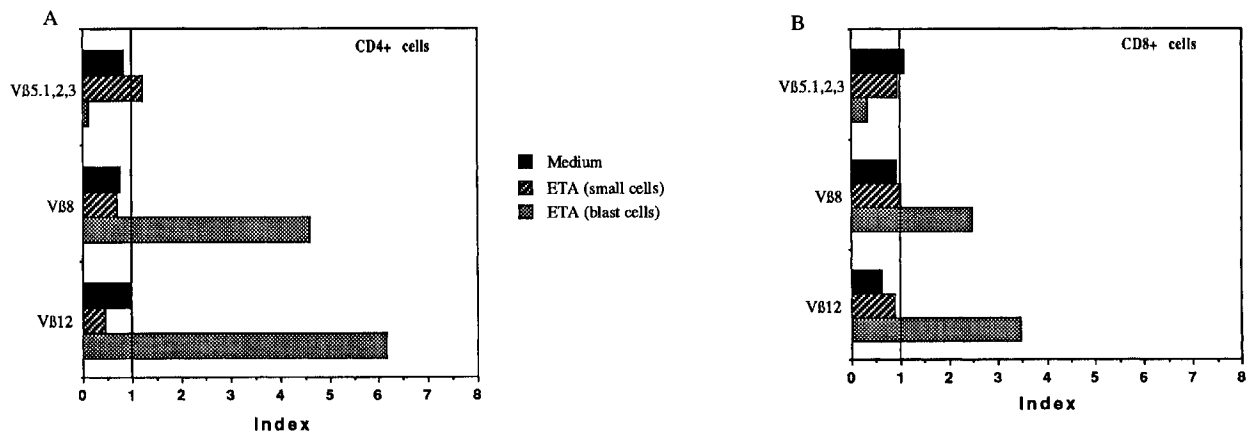 A
CD4+ cells
Vß5.1,2,3
Vß8
Vß12
0 1 2 3 4 5 6 7 8
Index
Medium
ETA (small cells)
ETA (blast cells)
B
CD8+ cells
Vß5.1,2,3
Vß8
Vß12
0 1 2 3 4 5 6 7 8
Index